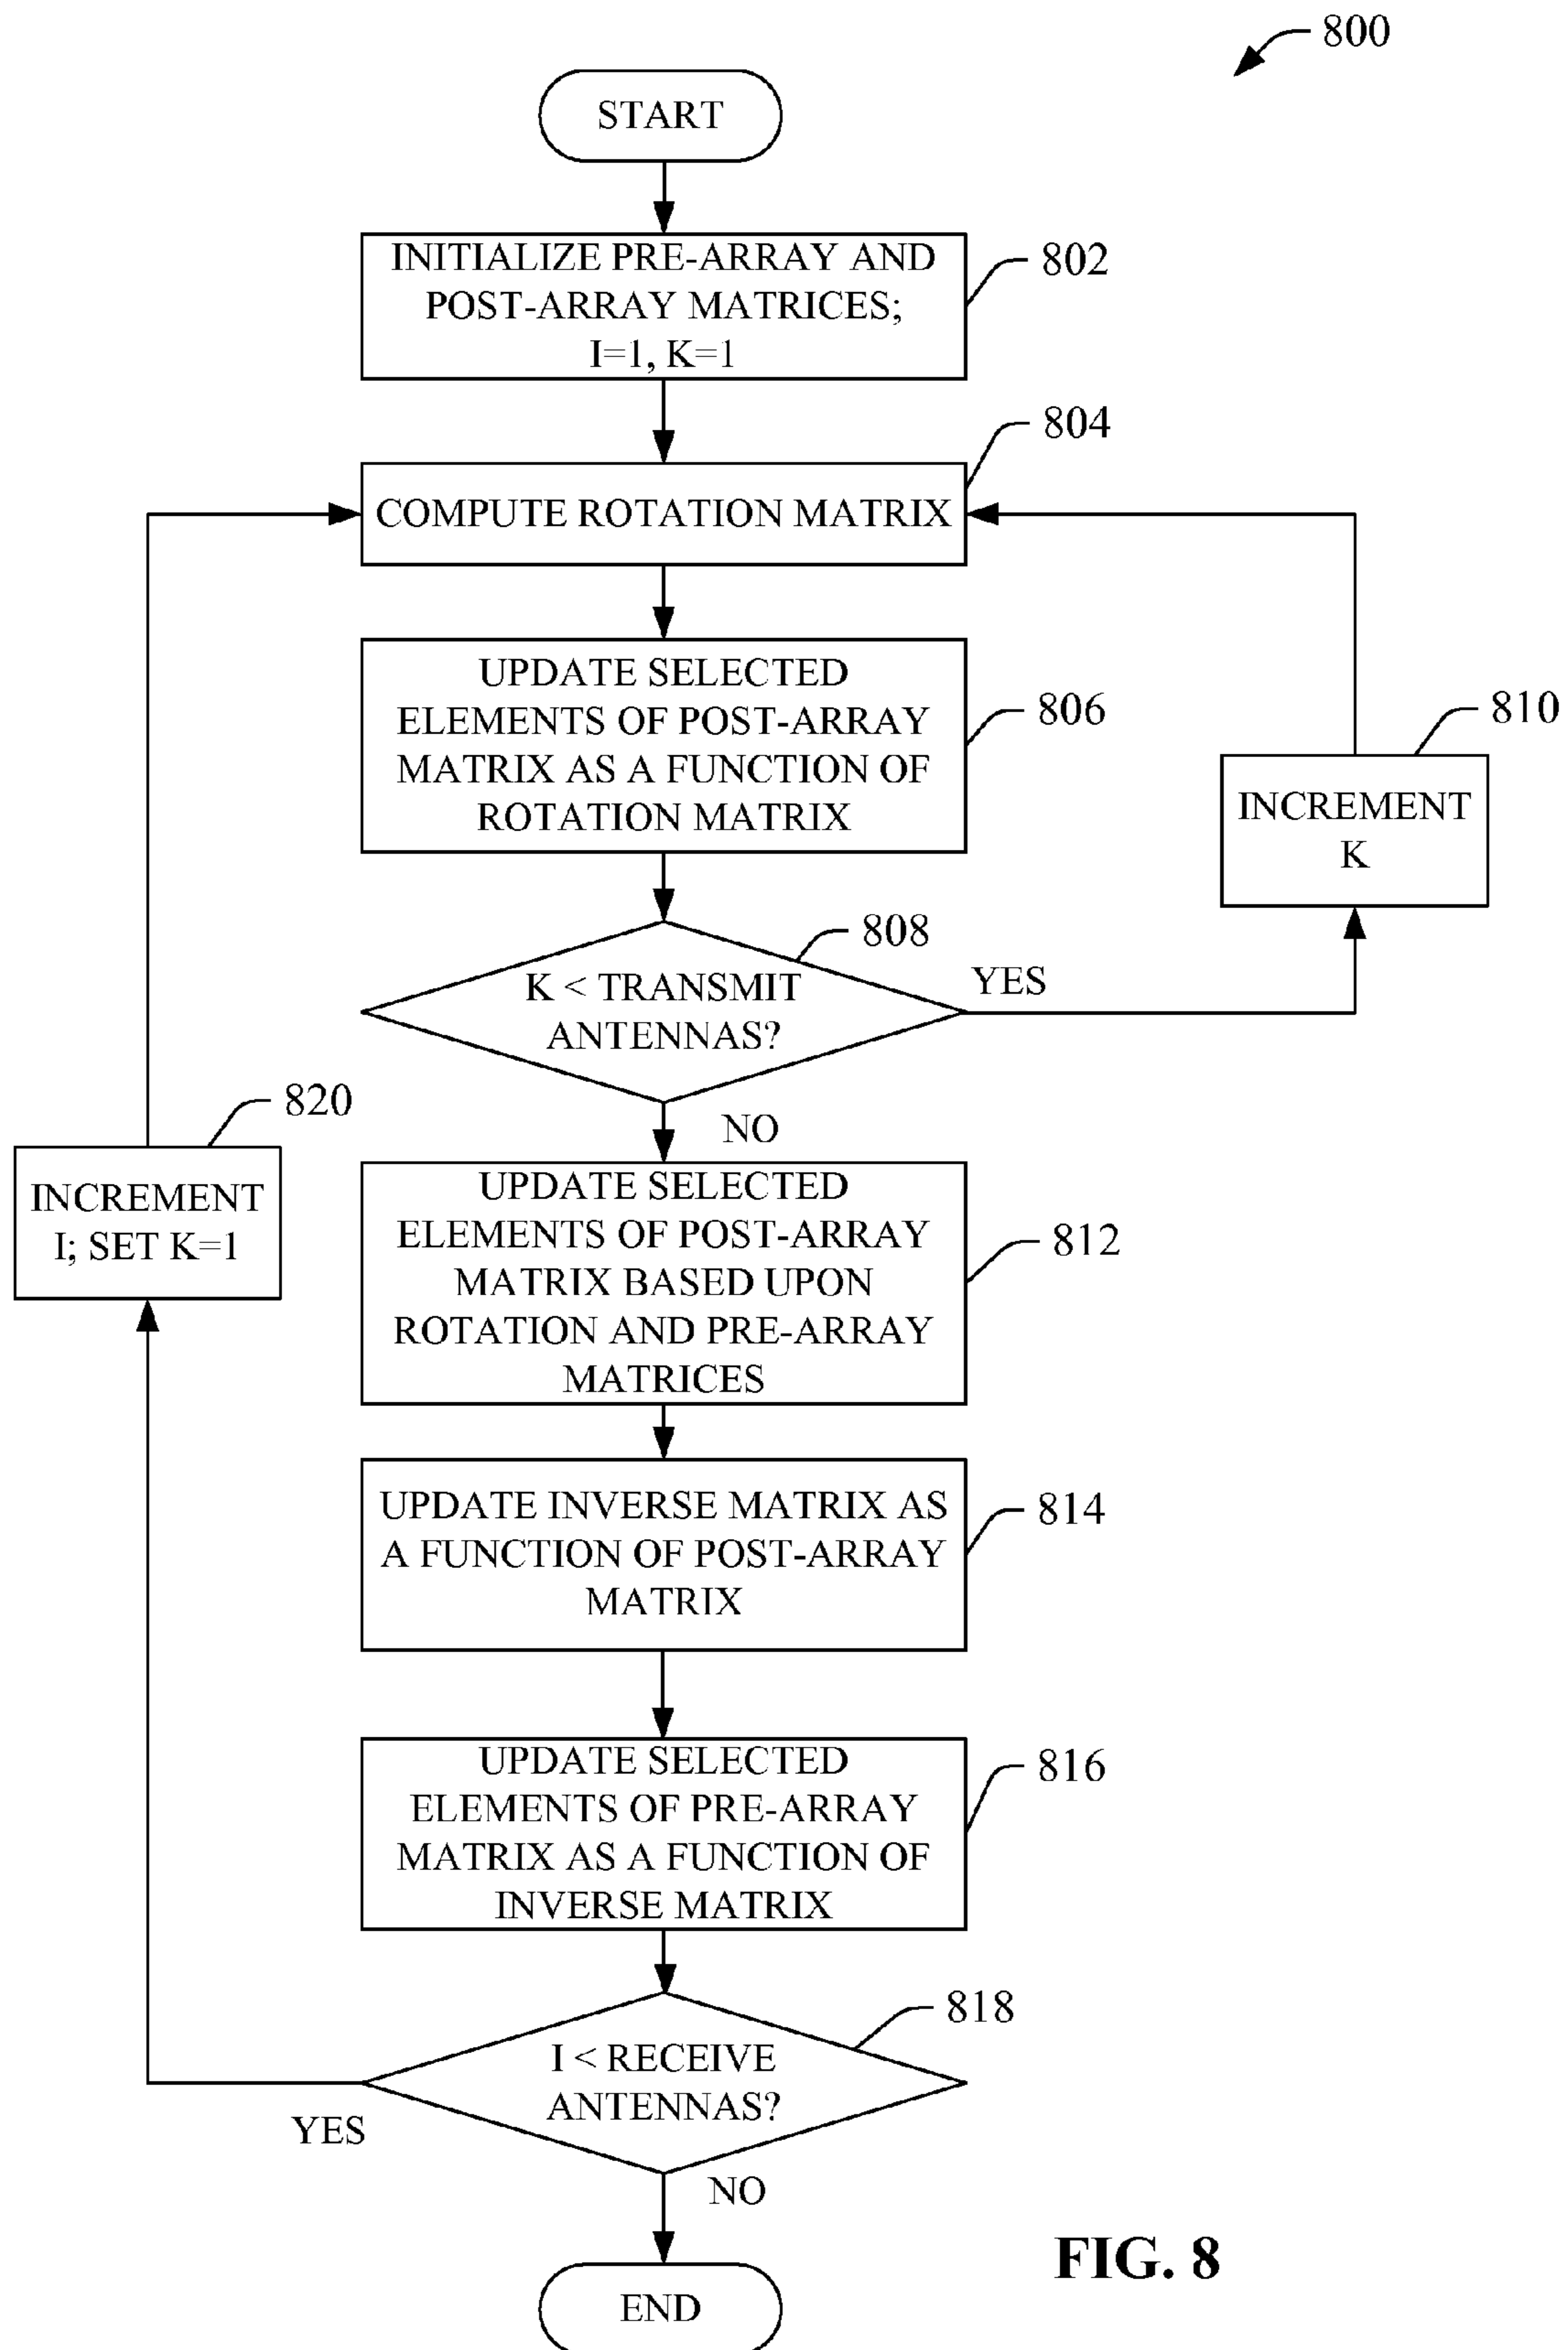 800
START
INITIALIZE PRE-ARRAY AND
POST-ARRAY MATRICES;
I=1, K=1
802
804
COMPUTE ROTATION MATRIX
UPDATE SELECTED
ELEMENTS OF POST-ARRAY
MATRIX AS A FUNCTION OF
ROTATION MATRIX
806
810
INCREMENT
K
808
K < TRANSMIT
ANTENNAS?
YES
NO
820
INCREMENT
I; SET K=1
UPDATE SELECTED
ELEMENTS OF POST-ARRAY
MATRIX BASED UPON
ROTATION AND PRE-ARRAY
MATRICES
812
UPDATE INVERSE MATRIX AS
A FUNCTION OF POST-ARRAY
MATRIX
814
UPDATE SELECTED
ELEMENTS OF PRE-ARRAY
MATRIX AS A FUNCTION OF
INVERSE MATRIX
816
818
I < RECEIVE
ANTENNAS?
YES
NO
END
FIG. 8